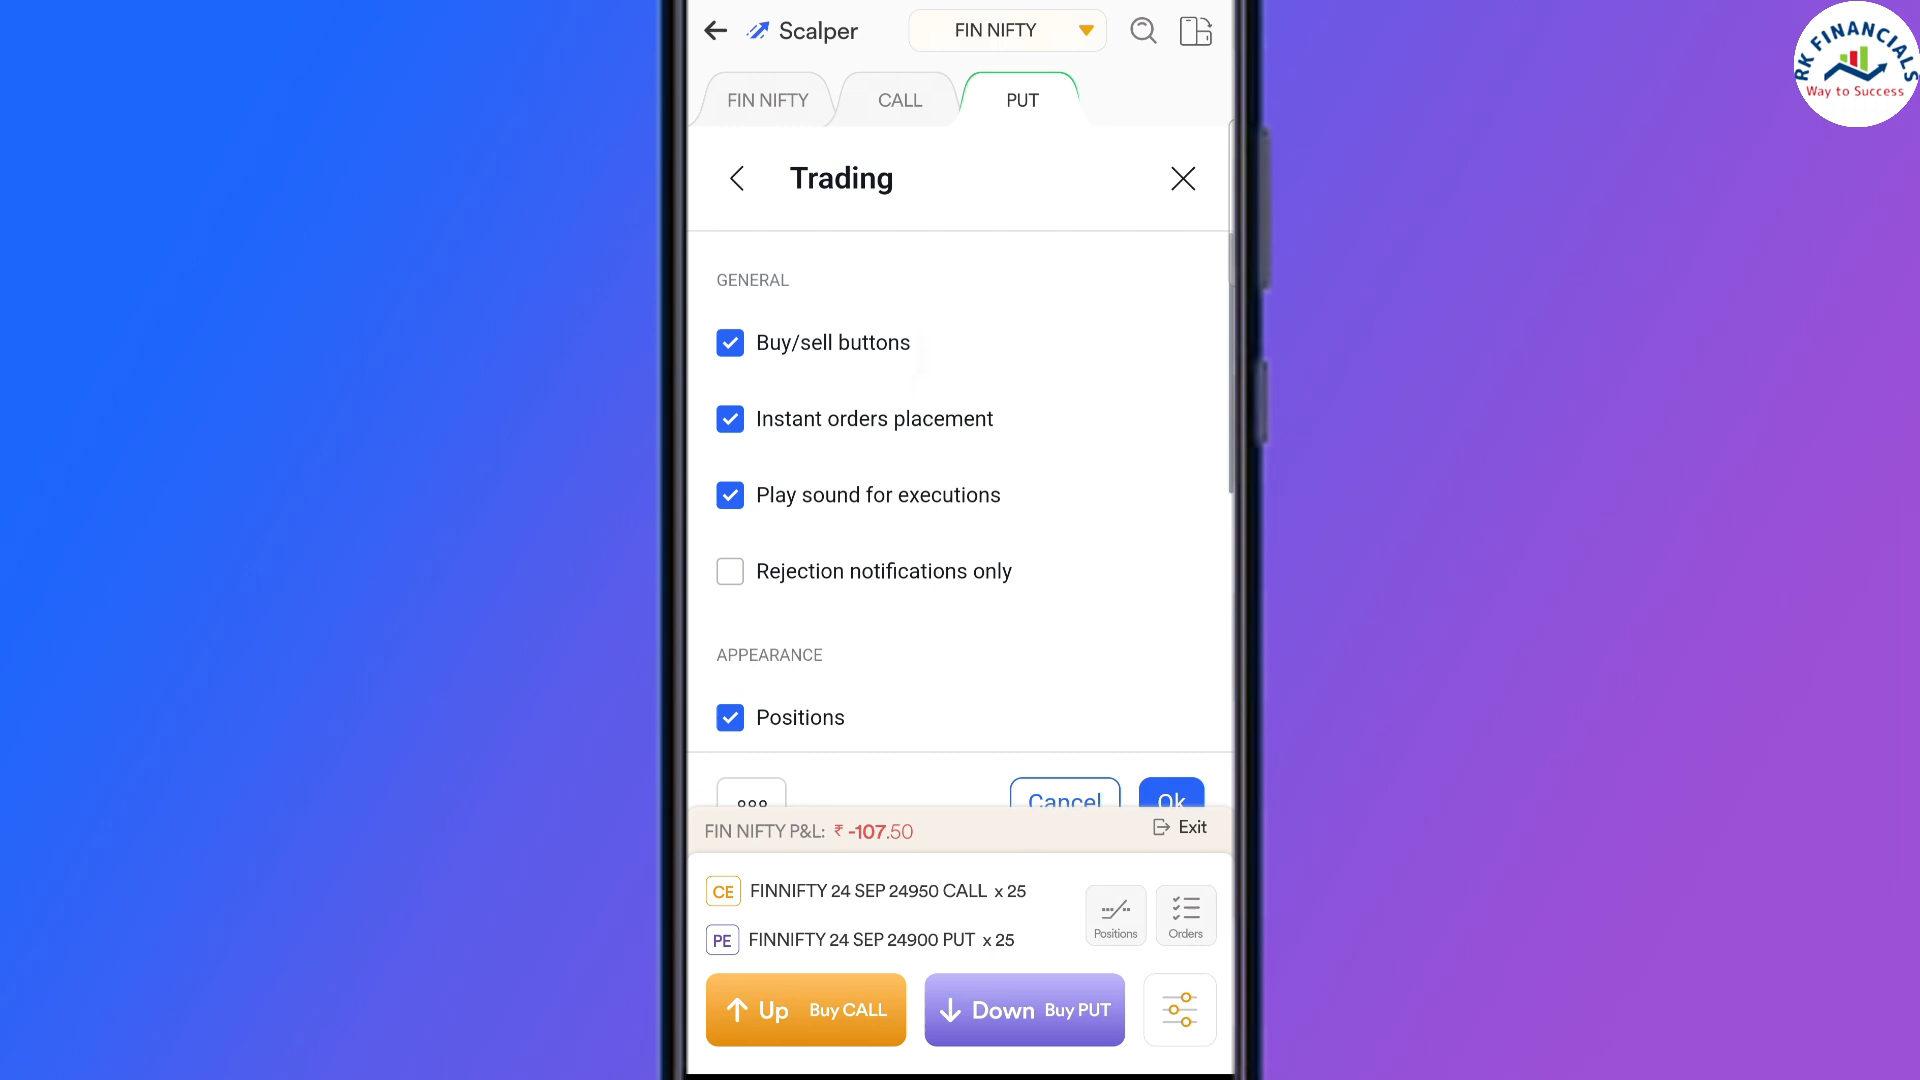 Scalper
FIN NIFTY
RK FINANCIALS
Way to Success
FIN NIFTY
CALL
PUT
Trading
GENERAL
Buy/sell buttons
Instant orders placement
Play sound for executions
Rejection notifications only
APPEARANCE
Positions
Cancel
Ok
FIN NIFTY P&L: ₹ -107.50
Exit
CE FINNIFTY 24 SEP 24950 CALL x 25
PE FINNIFTY 24 SEP 24900 PUT x 25
Positions
Orders
Up Buy CALL
Down Buy PUT